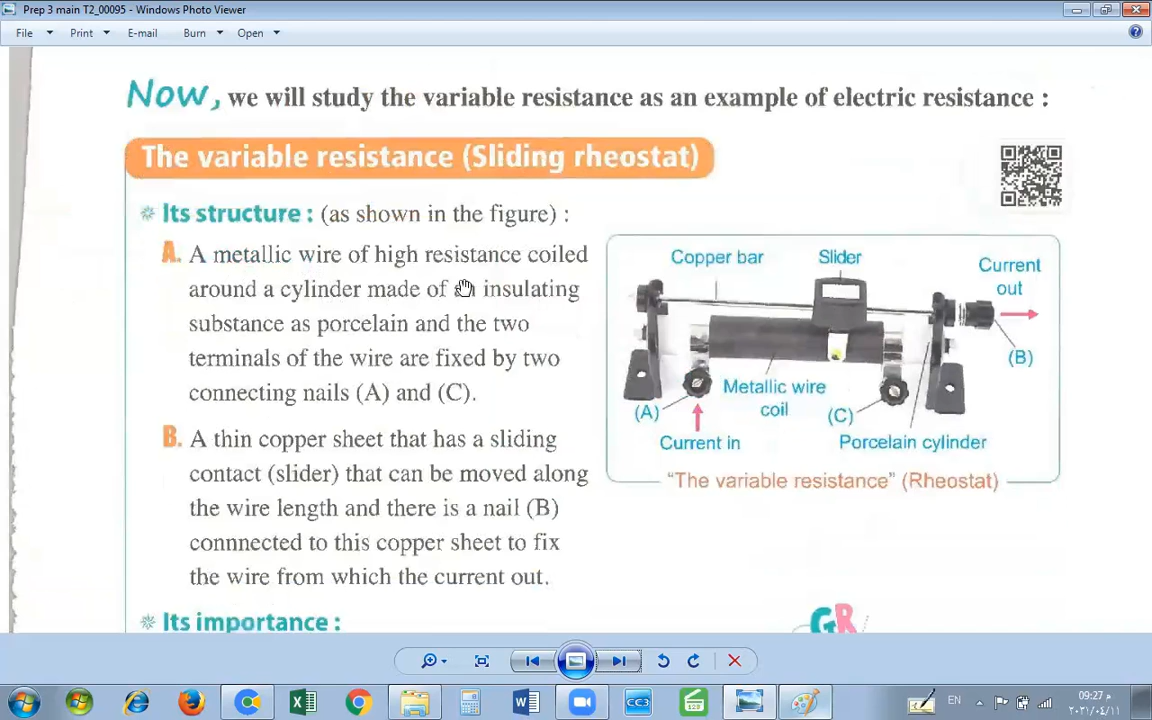 Prep 3 main T2_00095 - Windows Photo Viewer
File Print E-mail Burn Open
Now, we will study the variable resistance as an example of electric resistance :
The variable resistance (Sliding rheostat)
Its structure : (as shown in the figure) :
A. A metallic wire of high resistance coiled
around a cylinder made of insulating
substance as porcelain and the two
terminals of the wire are fixed by two
connecting nails (A) and (C).
B. A thin copper sheet that has a sliding
contact (slider) that can be moved along
the wire length and there is a nail (B)
connnected to this copper sheet to fix
the wire from which the current out.
Copper bar
Slider
Current
out
(B)
Metallic wire
coil
(A)
(C)
Current in
Porcelain cylinder
"The variable resistance" (Rheostat)
Its importance :
GR
CC3
123
EN
09:27 م
٢٠٢١/٠٤/١١